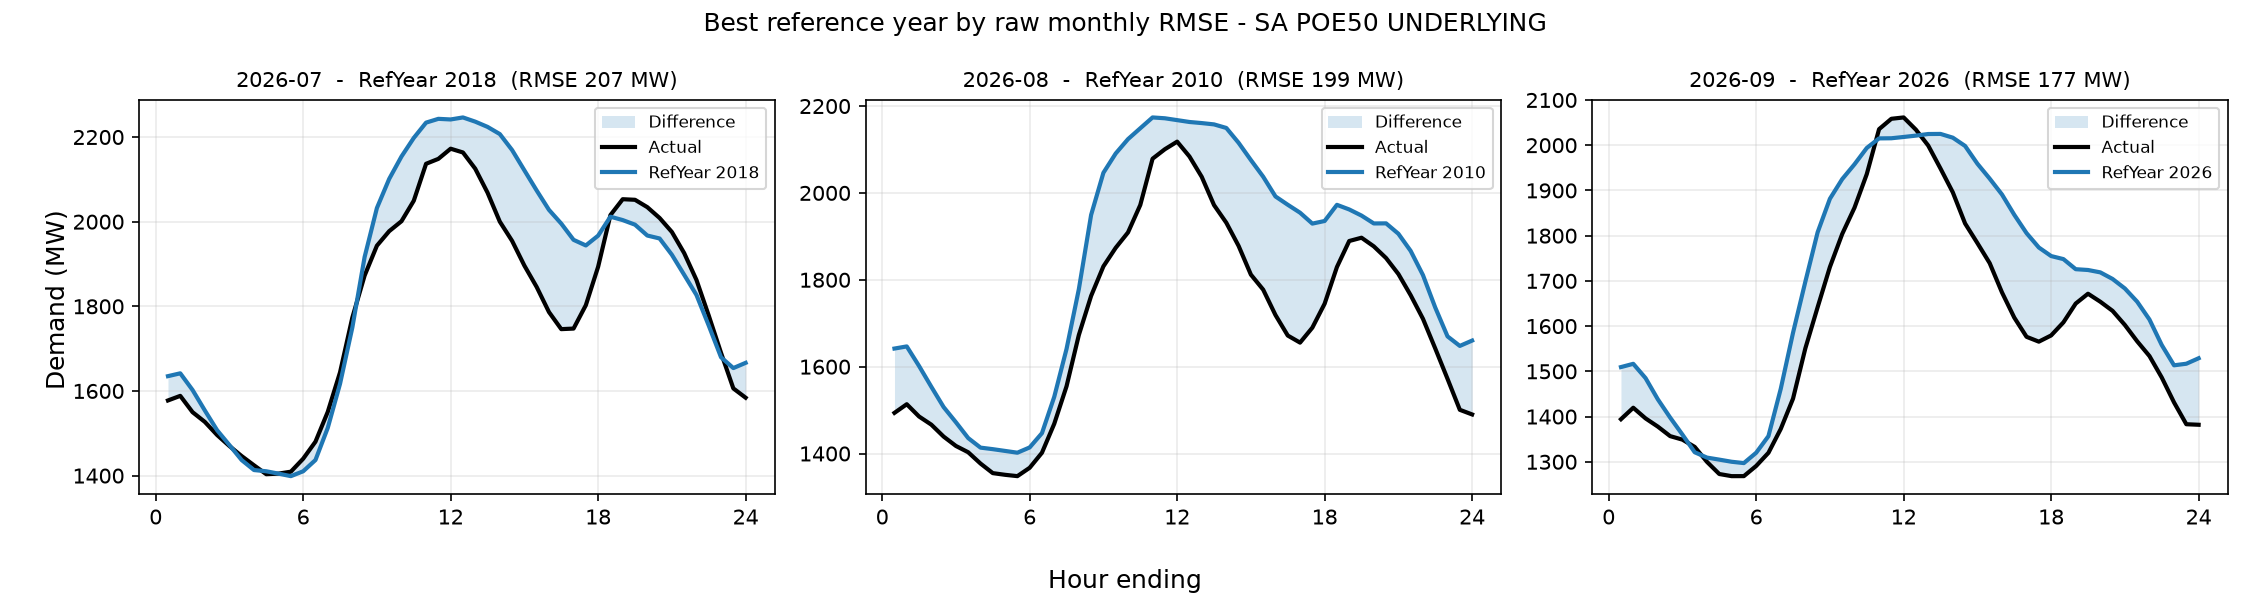 Best reference year by raw monthly RMSE - SA POE50 UNDERLYING
2026-07 - RefYear 2018 (RMSE 207 MW)
Difference
Actual
RefYear 2018
Demand (MW)
2200
2000
1800
1600
1400
0 6 12 18 24
2026-08 - RefYear 2010 (RMSE 199 MW)
Difference
Actual
RefYear 2010
2200
2000
1800
1600
1400
0 6 12 18 24
2026-09 - RefYear 2026 (RMSE 177 MW)
Difference
Actual
RefYear 2026
2100
2000
1900
1800
1700
1600
1500
1400
1300
0 6 12 18 24
Hour ending